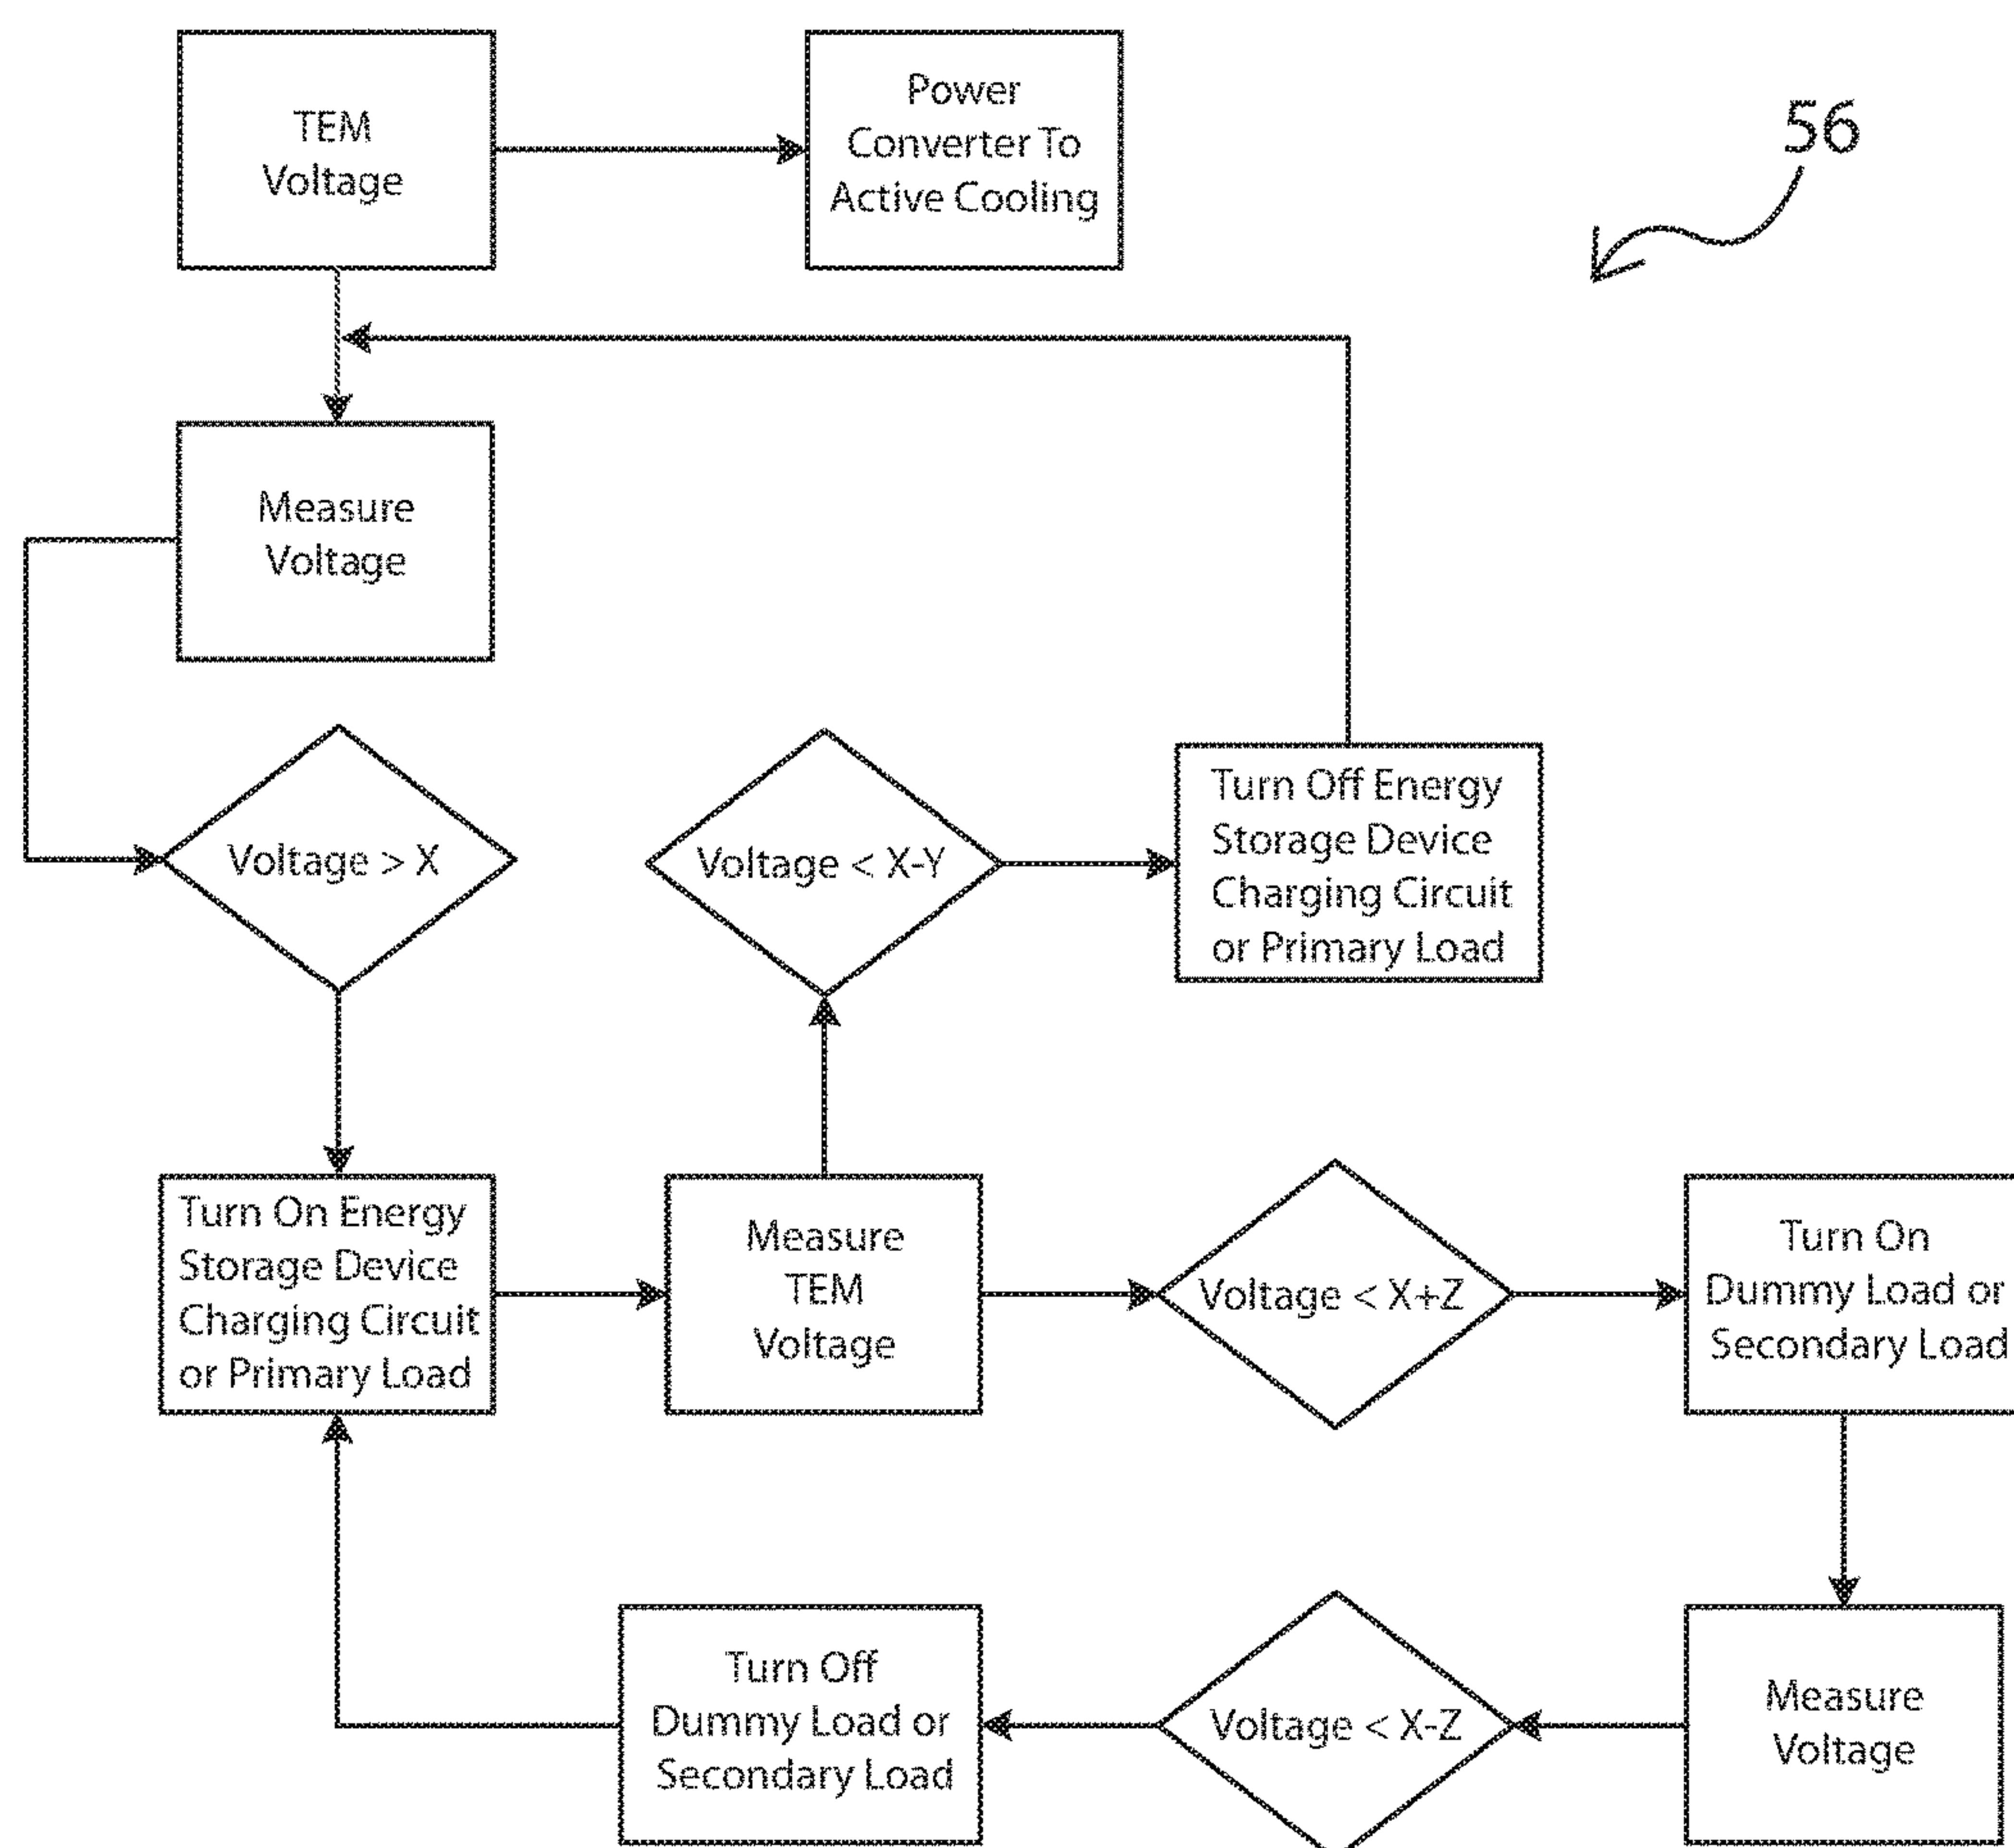 TEM
Voltage
Power
Converter To
Active Cooling
56
Measure
Voltage
Voltage > X
Voltage < X-Y
Turn Off Energy
Storage Device
Charging Circuit
or Primary Load
Turn On Energy
Storage Device
Charging Circuit
or Primary Load
Measure
TEM
Voltage
Voltage < X+Z
Turn On
Dummy Load or
Secondary Load
Turn Off
Dummy Load or
Secondary Load
Voltage < X-Z
Measure
Voltage